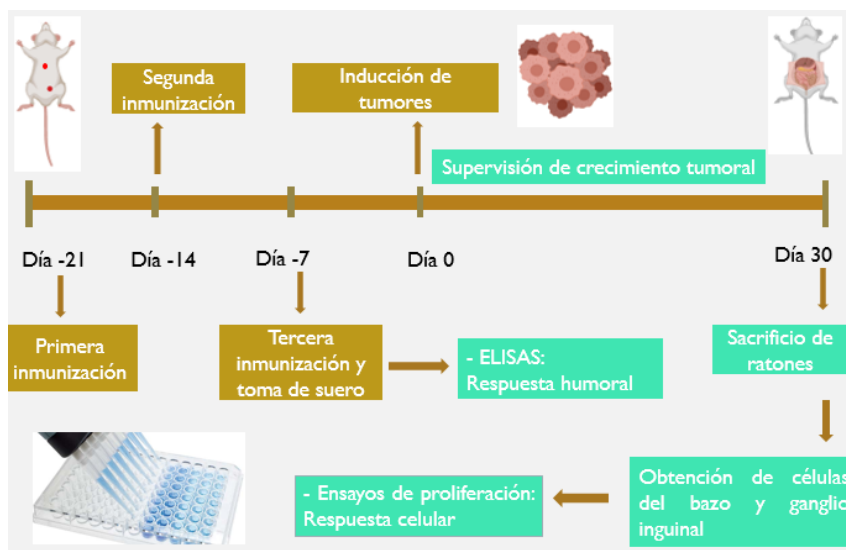 Segunda
inmunización
Inducción de
tumores
Supervisión de crecimiento tumoral
Día -21
Día -14
Día -7
Día 0
Día 30
Primera
inmunización
Tercera
inmunización y
toma de suero
- ELISAS:
Respuesta humoral
Sacrificio de
ratones
- Ensayos de proliferación:
Respuesta celular
Obtención de células
del bazo y ganglio
inguinal